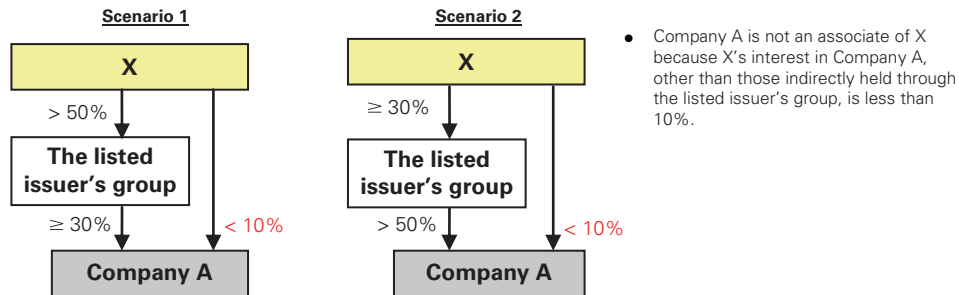 Scenario 1
X
> 50%
The listed
issuer's group
≥ 30%
< 10%
Company A
Scenario 2
X
≥ 30%
The listed
issuer's group
> 50%
< 10%
Company A
● Company A is not an associate of X
because X's interest in Company A,
other than those indirectly held through
the listed issuer's group, is less than
10%.